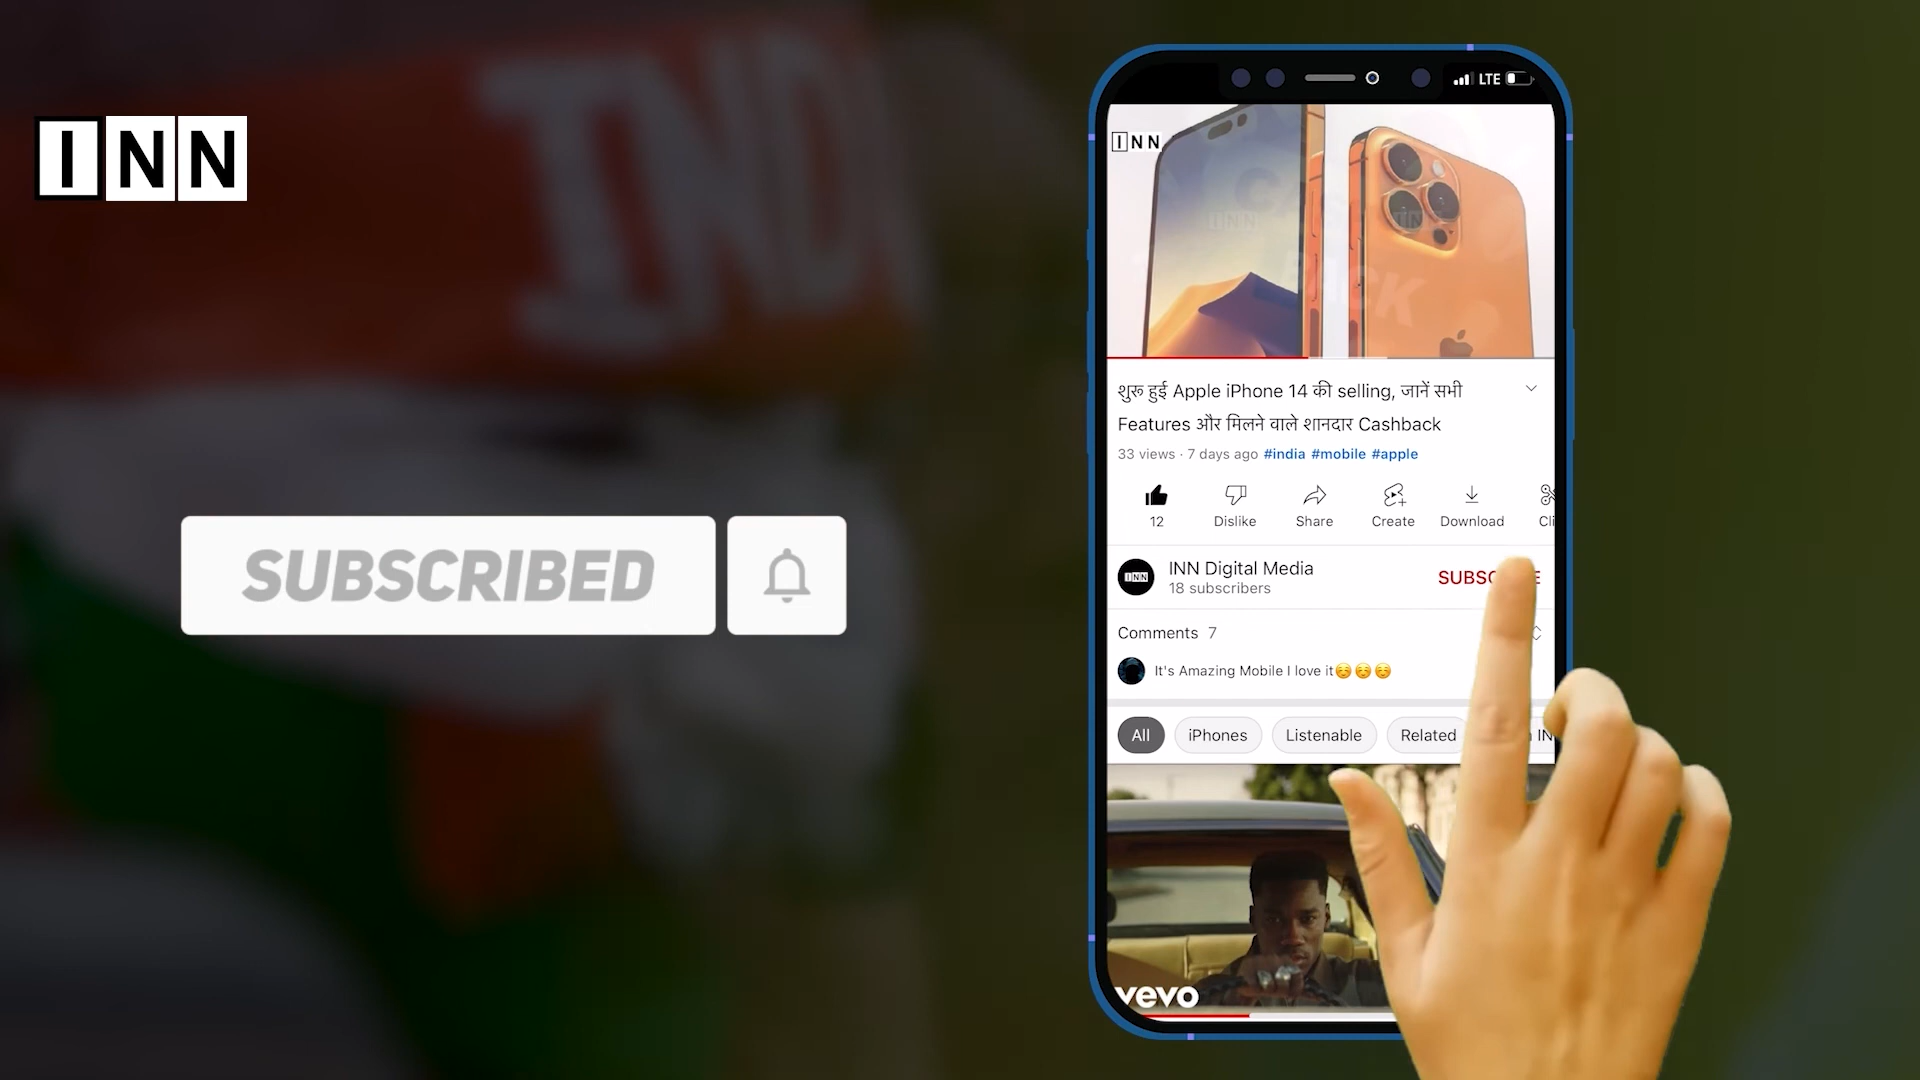 INN
SUBSCRIBED
LTE
INN
शुरू हुई Apple iPhone 14 की selling, जानें सभी
Features और मिलने वाले शानदार Cashback
33 views · 7 days ago #india #mobile #apple
12 Dislike Share Create Download Cli
INN Digital Media
18 subscribers
Comments 7
It's Amazing Mobile I love it☺️☺️☺️
All iPhones Listenable Related IN
vevo